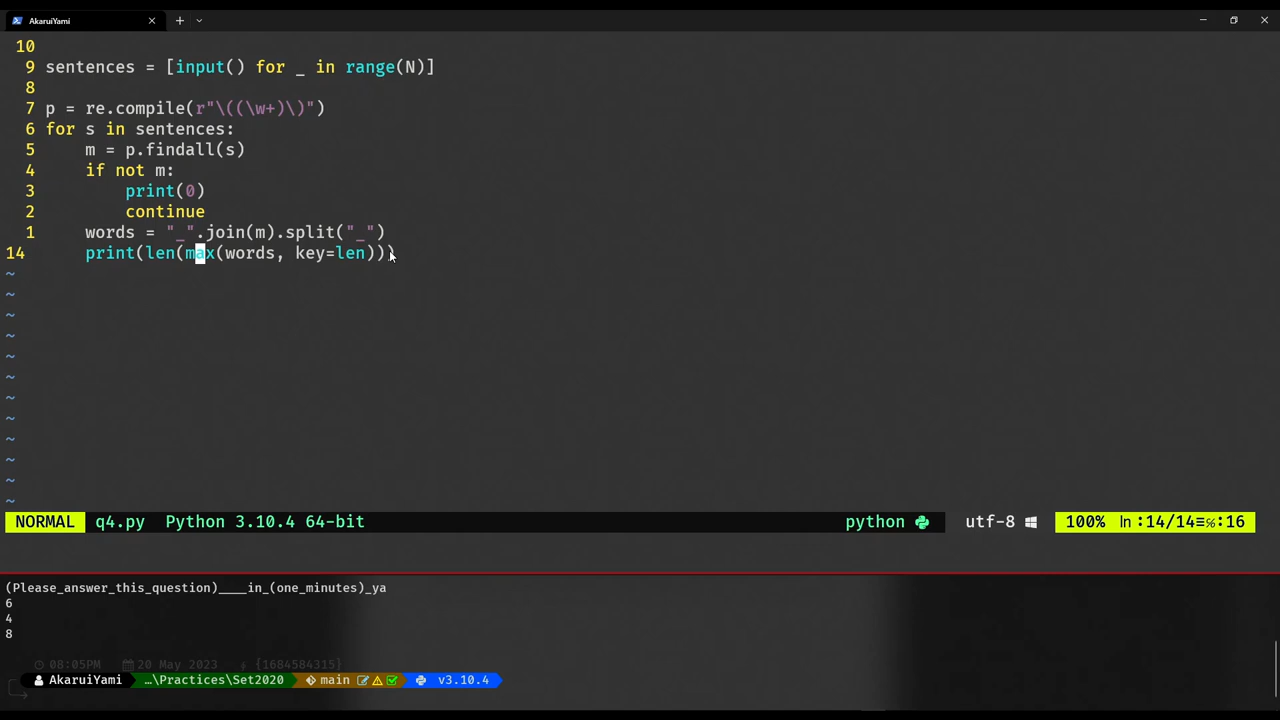 AkaruiYami
10
9 sentences = [input() for _ in range(N)]
8
7 p = re.compile(r"\((\w+)\)")
6 for s in sentences:
5     m = p.findall(s)
4     if not m:
3         print(0)
2         continue
1     words = "_".join(m).split("_")
14     print(len(max(words, key=len)))
~
~
~
~
~
~
~
~
~
~
~
~
NORMAL q4.py Python 3.10.4 64-bit python utf-8 100% ln :14/14≡℅:16
(Please_answer_this_question)____in_(one_minutes)_ya
6
4
8
08:05PM 20 May 2023 {1684584315}
AkaruiYami …\Practices\Set2020 main v3.10.4